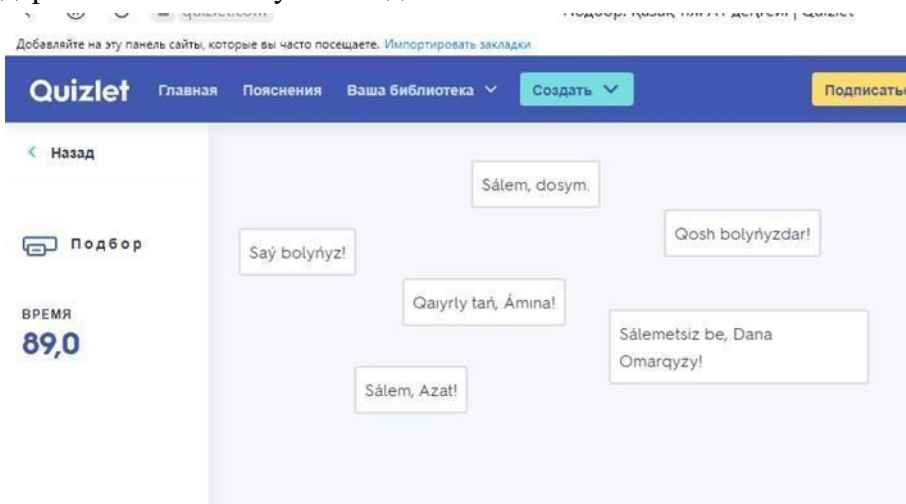 Добавляйте на эту панель сайты, которые вы часто посещаете. Импортировать закладки
Quizlet Главная Пояснения Ваша библиотека Создать Подписатьс
Назад
Sálem, dosym.
Подбор
Saý bolyńyz!
Qosh bolyńyzdar!
Qaıyrly tań, Ámına!
ВРЕМЯ
89,0
Sálemetsiz be, Dana
Omarqyzy!
Sálem, Azat!